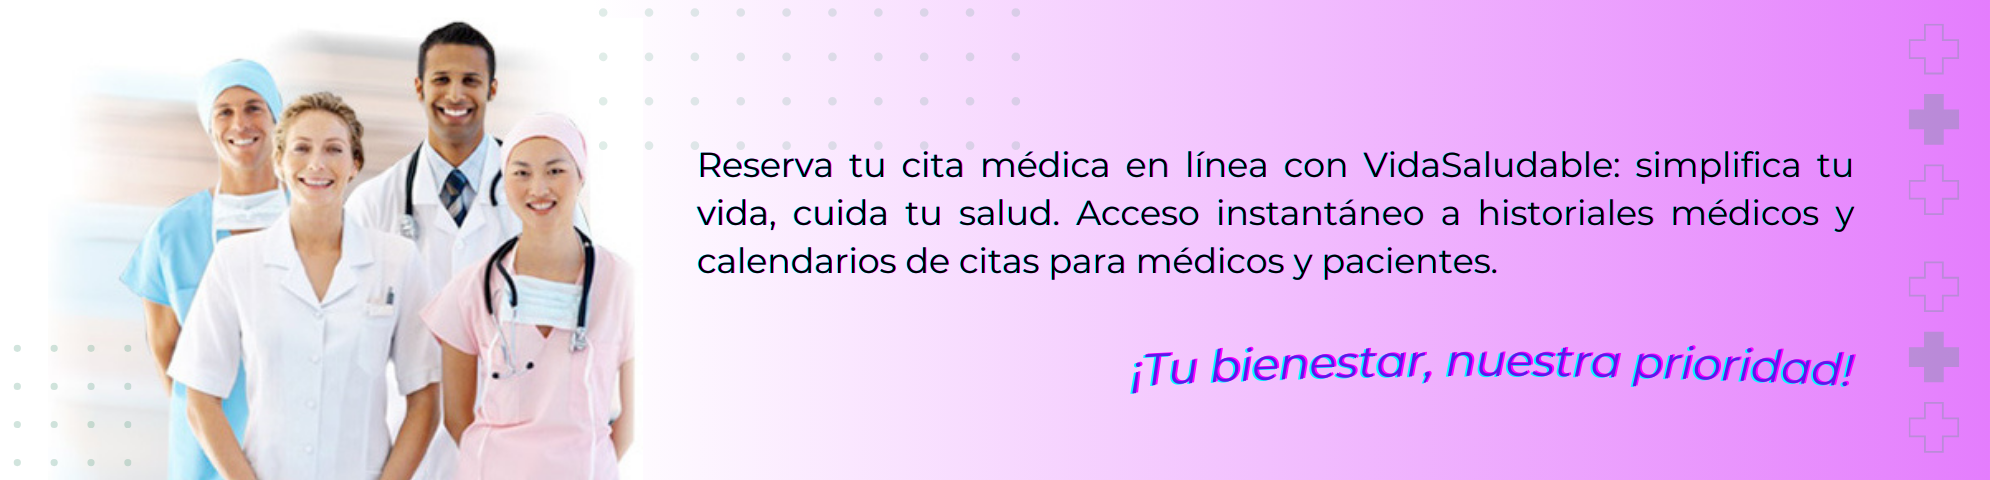 Reserva tu cita médica en línea con VidaSaludable: simplifica tu
vida, cuida tu salud. Acceso instantáneo a historiales médicos y
calendarios de citas para médicos y pacientes.
¡Tu bienestar, nuestra prioridad!